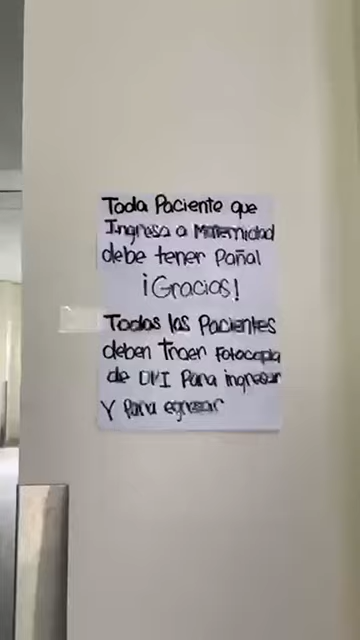 Toda Paciente que
Ingresa a Maternidad
debe tener Pañal
¡Gracias!
Todas las Pacientes
deben Traer Fotocopia
de DPI Para ingresar
Y Para egresar